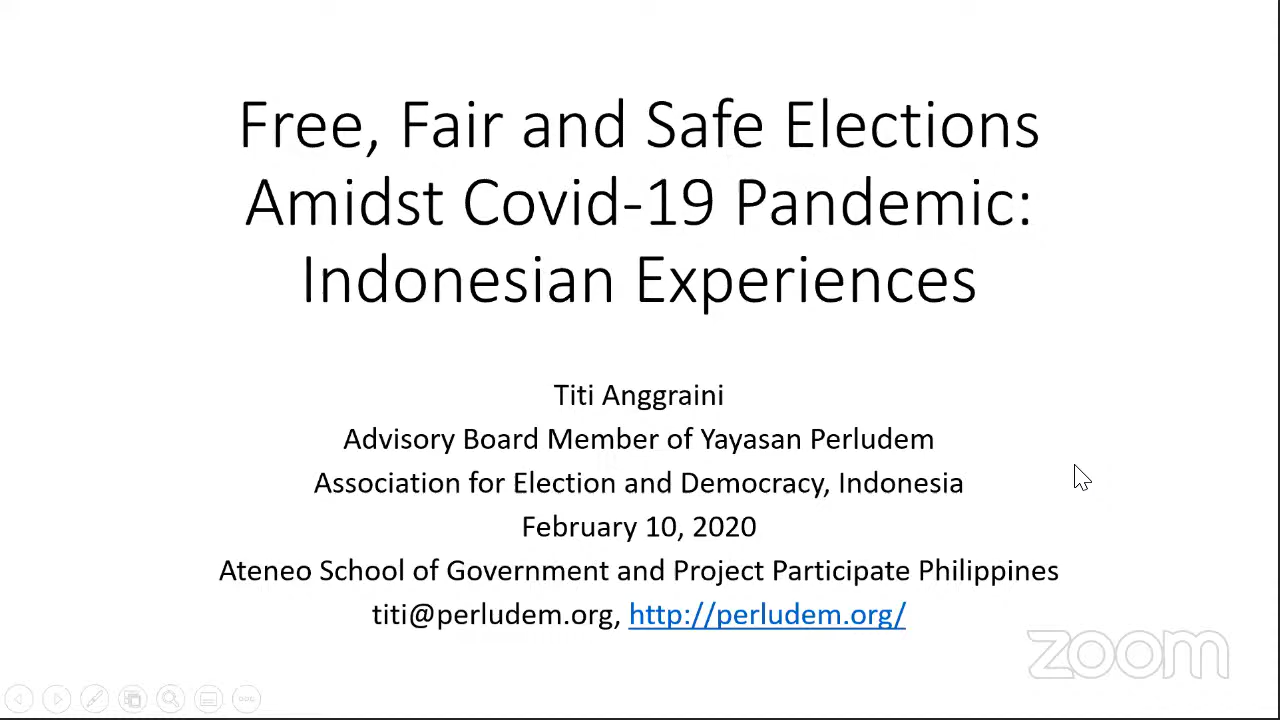 Free, Fair and Safe Elections
Amidst Covid-19 Pandemic:
Indonesian Experiences
Titi Anggraini
Advisory Board Member of Yayasan Perludem
Association for Election and Democracy, Indonesia
February 10, 2020
Ateneo School of Government and Project Participate Philippines
titi@perludem.org, http://perludem.org/
zoom